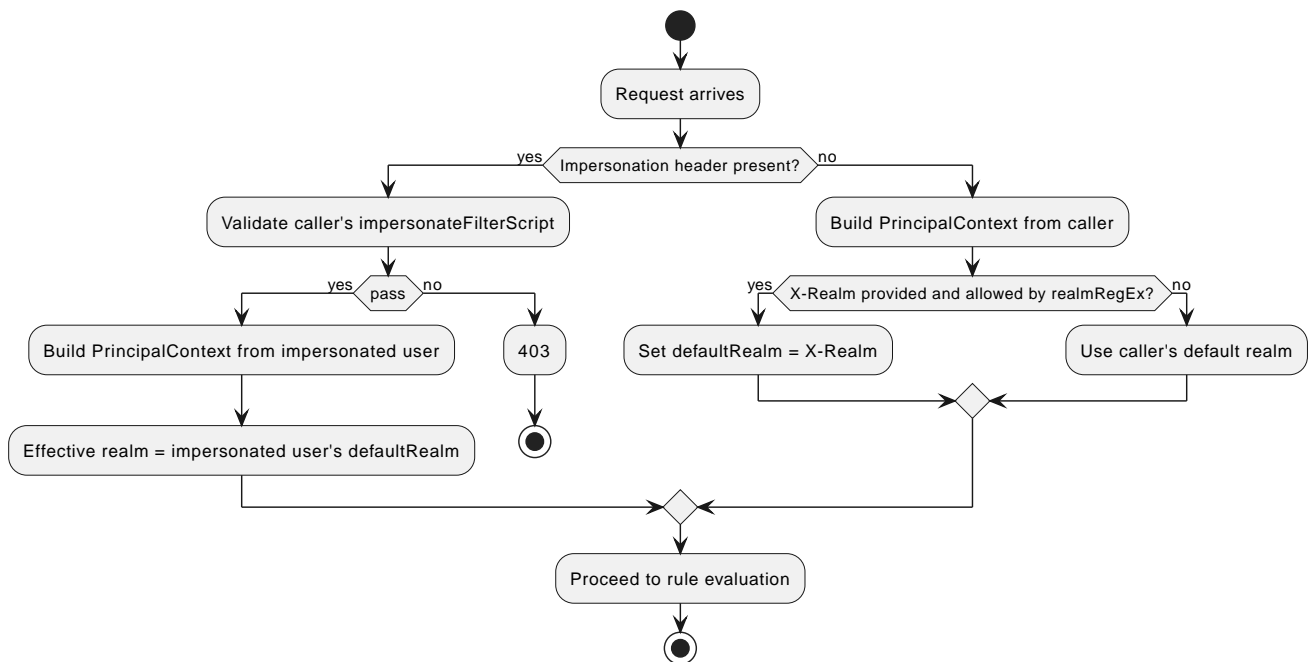 Request arrives
yes
Impersonation header present?
no
Validate caller's impersonateFilterScript
Build PrincipalContext from caller
yes
pass
no
yes
X-Realm provided and allowed by realmRegEx?
no
Build PrincipalContext from impersonated user
403
Set defaultRealm = X-Realm
Use caller's default realm
Effective realm = impersonated user's defaultRealm
Proceed to rule evaluation